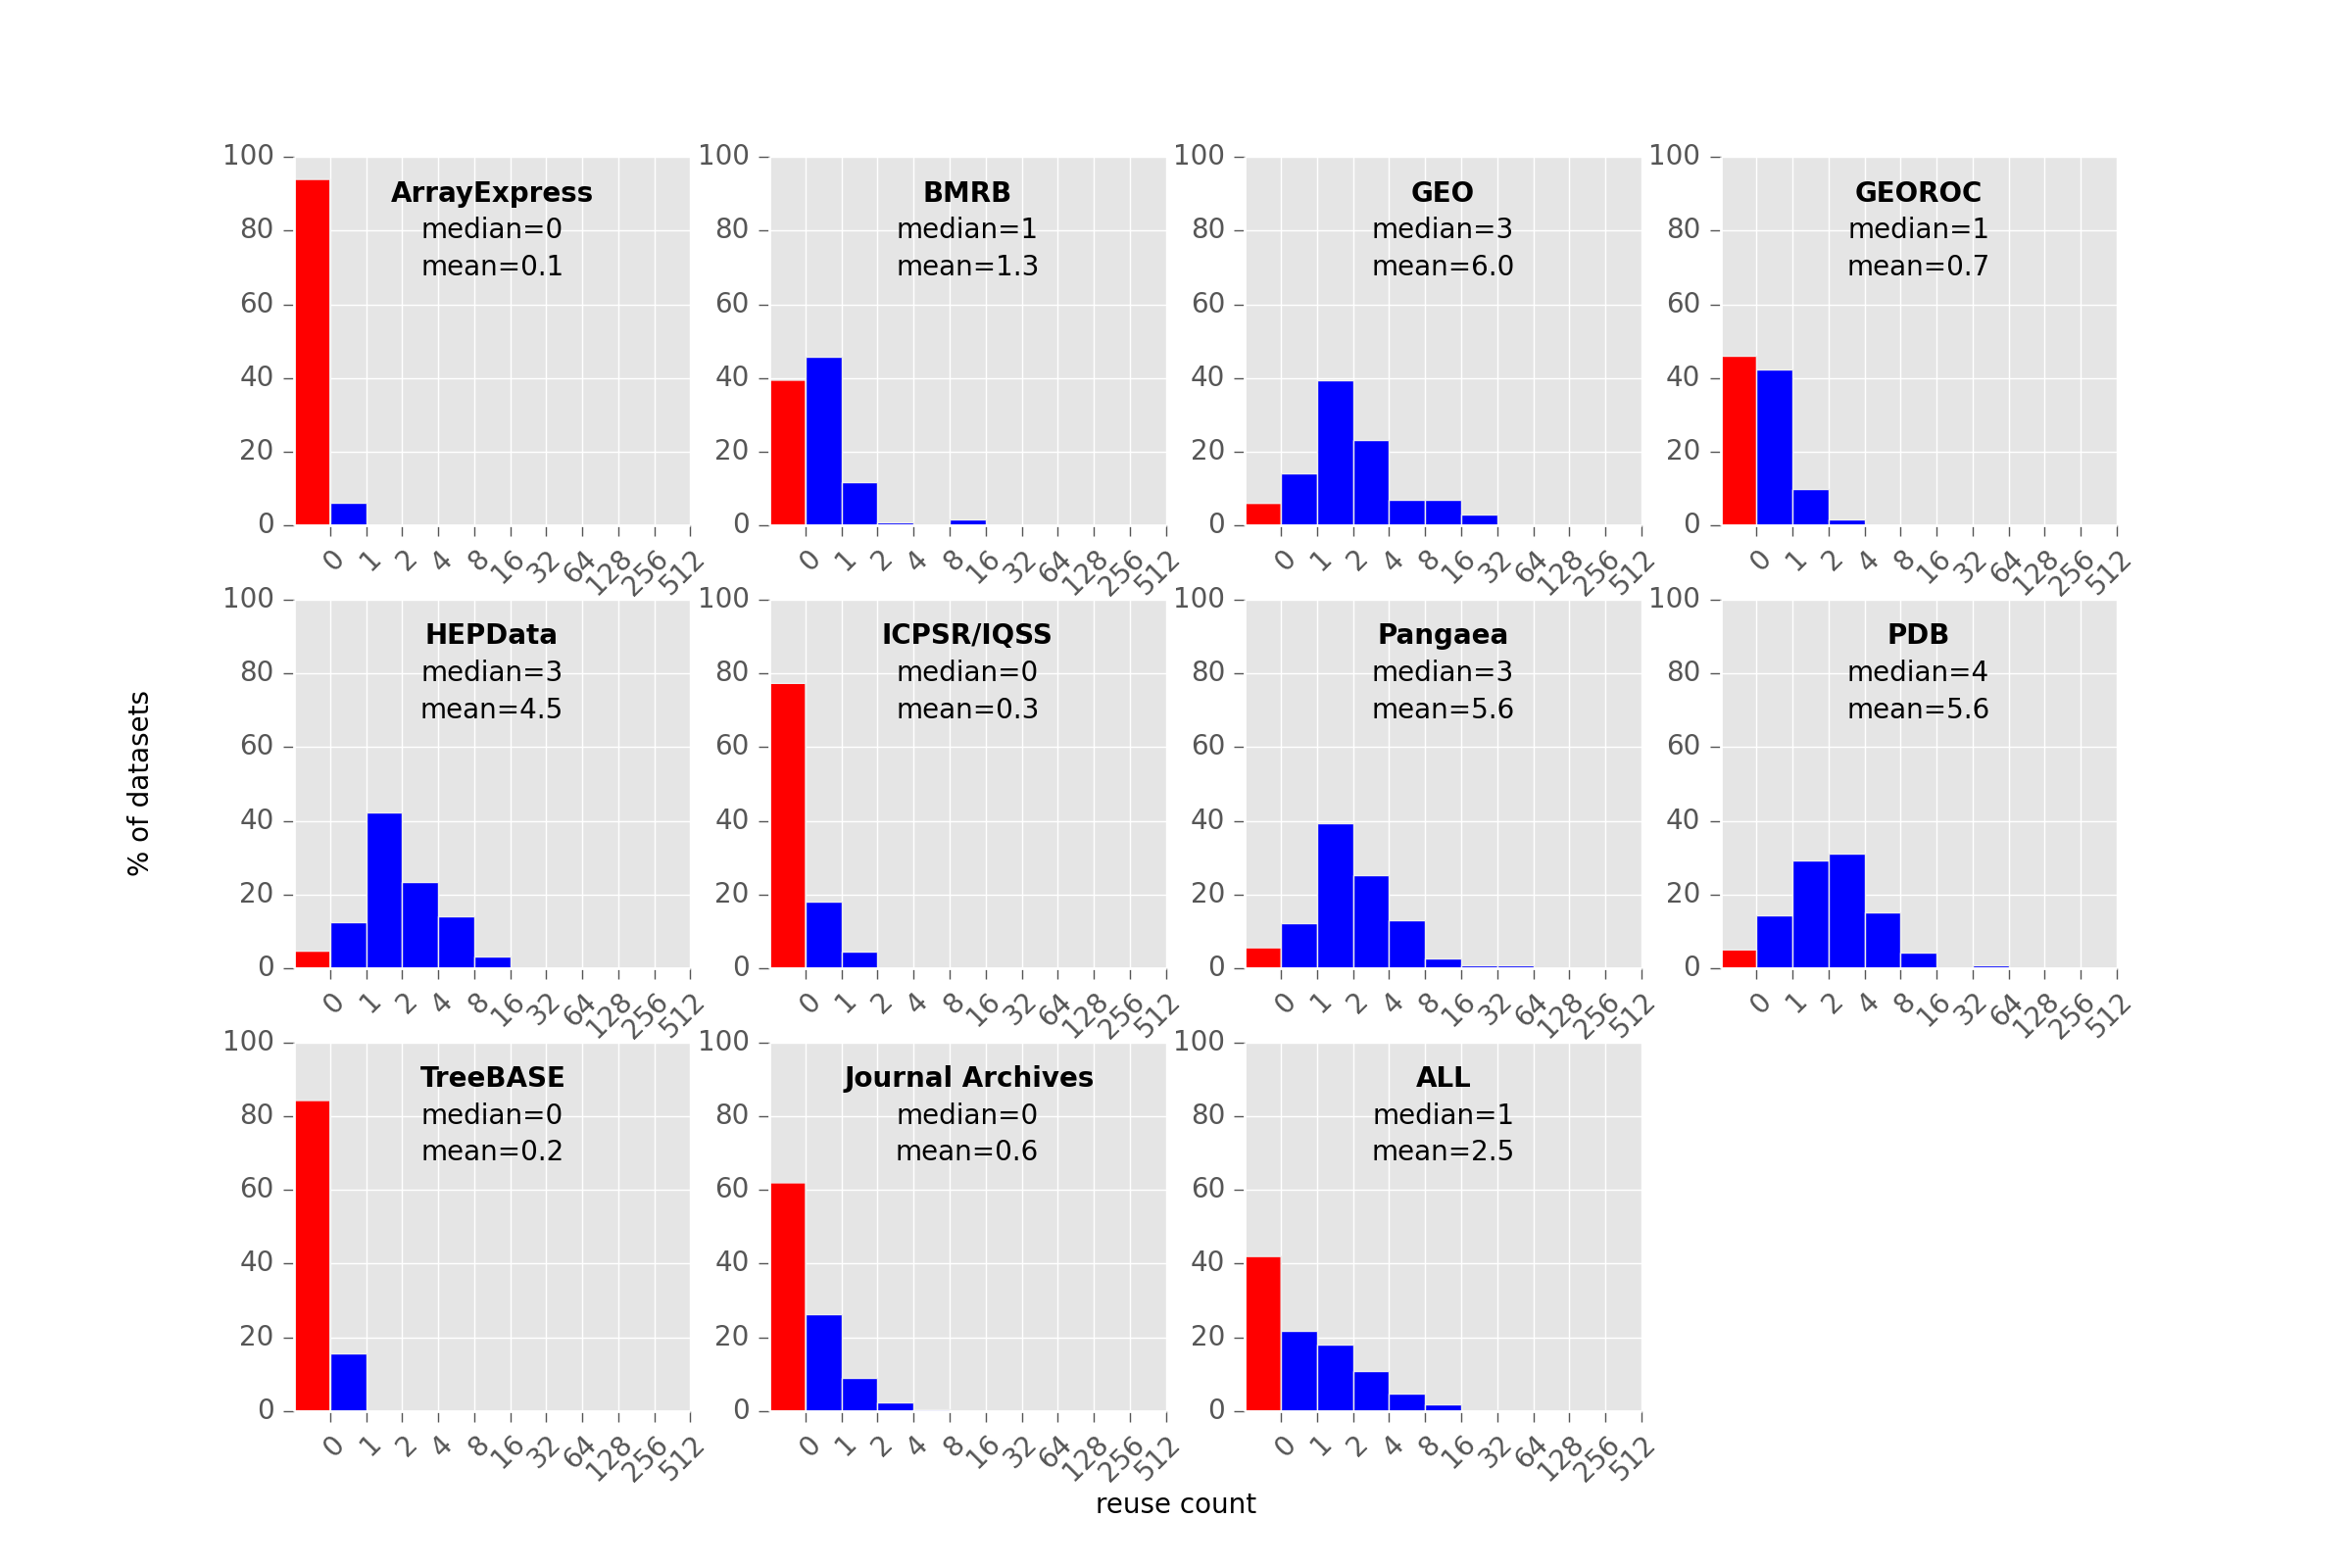 ArrayExpress
median=0
mean=0.1
100
80
60
40
20
0
0 1 2 4 8 16 32 64 128 256 512
BMRB
median=1
mean=1.3
100
80
60
40
20
0
0 1 2 4 8 16 32 64 128 256 512
GEO
median=3
mean=6.0
100
80
60
40
20
0
0 1 2 4 8 16 32 64 128 256 512
GEOROC
median=1
mean=0.7
100
80
60
40
20
0
0 1 2 4 8 16 32 64 128 256 512
% of datasets
HEPData
median=3
mean=4.5
100
80
60
40
20
0
0 1 2 4 8 16 32 64 128 256 512
ICPSR/IQSS
median=0
mean=0.3
100
80
60
40
20
0
0 1 2 4 8 16 32 64 128 256 512
Pangaea
median=3
mean=5.6
100
80
60
40
20
0
0 1 2 4 8 16 32 64 128 256 512
PDB
median=4
mean=5.6
100
80
60
40
20
0
0 1 2 4 8 16 32 64 128 256 512
TreeBASE
median=0
mean=0.2
100
80
60
40
20
0
0 1 2 4 8 16 32 64 128 256 512
Journal Archives
median=0
mean=0.6
100
80
60
40
20
0
0 1 2 4 8 16 32 64 128 256 512
ALL
median=1
mean=2.5
100
80
60
40
20
0
0 1 2 4 8 16 32 64 128 256 512
reuse count